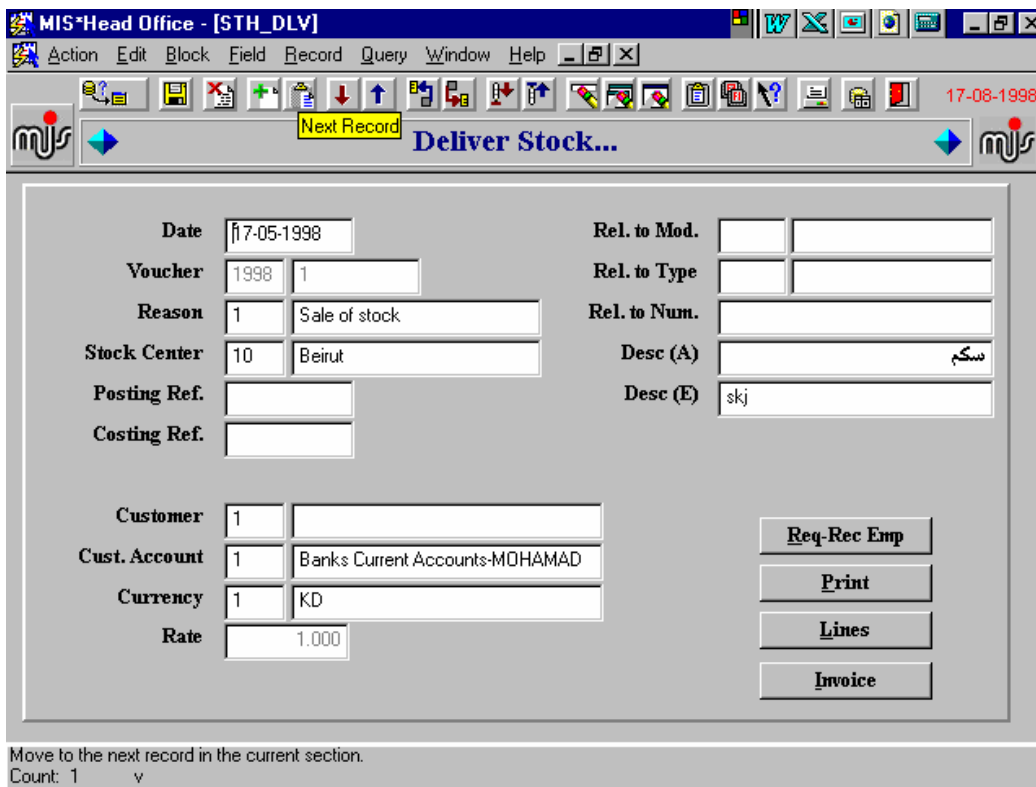 MIS*Head Office - [STH_DLV]
Action Edit Block Field Record Query Window Help
17-08-1998
Next Record
mis Deliver Stock... mis
Date 17-05-1998
Voucher 1998 1
Reason 1 Sale of stock
Stock Center 10 Beirut
Posting Ref.
Costing Ref.
Rel. to Mod.
Rel. to Type
Rel. to Num.
Desc (A) سكم
Desc (E) skj
Customer 1
Cust. Account 1 Banks Current Accounts-MOHAMAD
Currency 1 KD
Rate 1.000
Req-Rec Emp
Print
Lines
Invoice
Move to the next record in the current section.
Count: 1 v